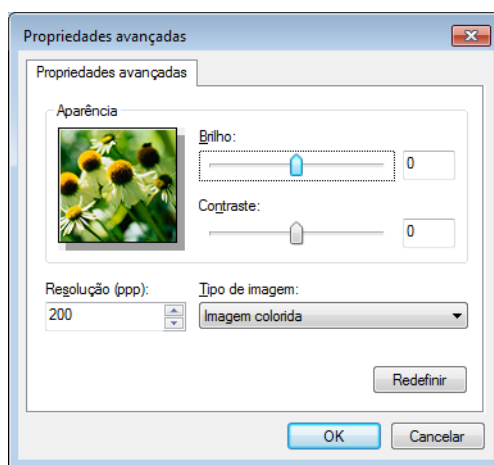 Propriedades avançadas
Propriedades avançadas
Aparência
Brilho:
0
Contraste:
0
Resolução (ppp):
Tipo de imagem:
200
Imagem colorida
Redefinir
OK
Cancelar